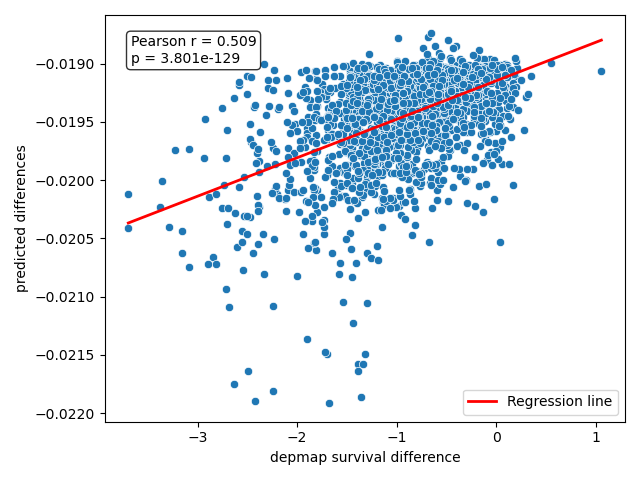 Pearson r = 0.509
p = 3.801e-129
predicted differences
−0.0190
−0.0195
−0.0200
−0.0205
−0.0210
−0.0215
−0.0220
Regression line
−3
−2
−1
0
1
depmap survival difference